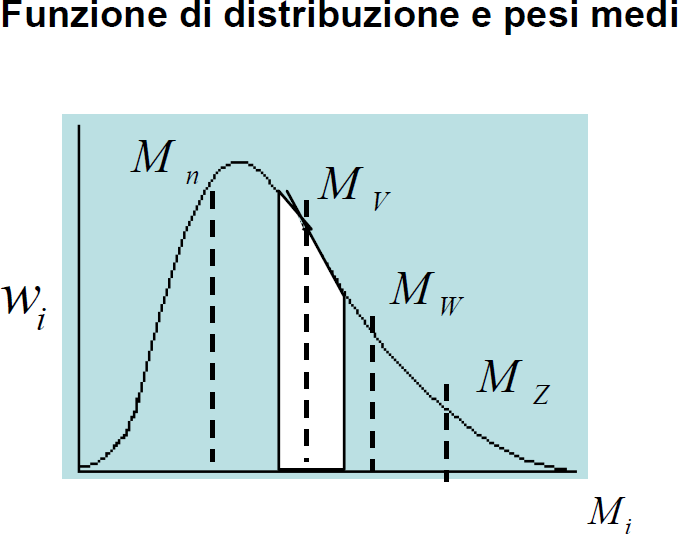 Funzione di distribuzione e pesi medi
M n
M V
w i
M W
M Z
M i